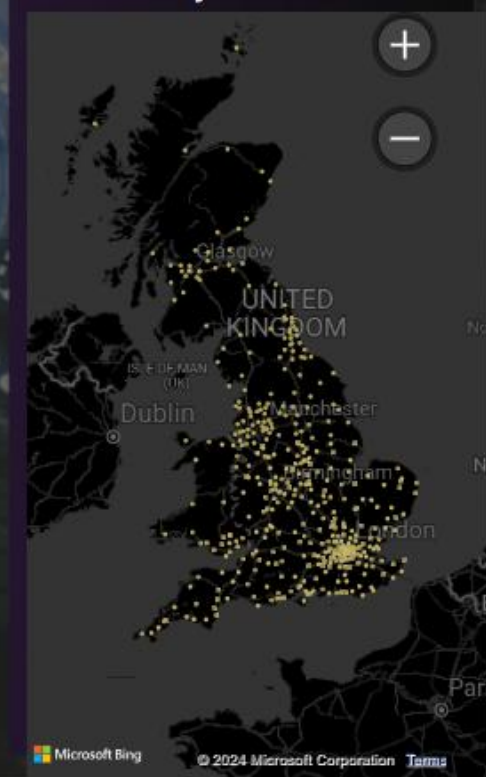 Glasgow
UNITED
KINGDOM
ISLE OF MAN
(UK)
Dublin
Manchester
Birmingham
London
Par
Microsoft Bing
© 2024 Microsoft Corporation Terms